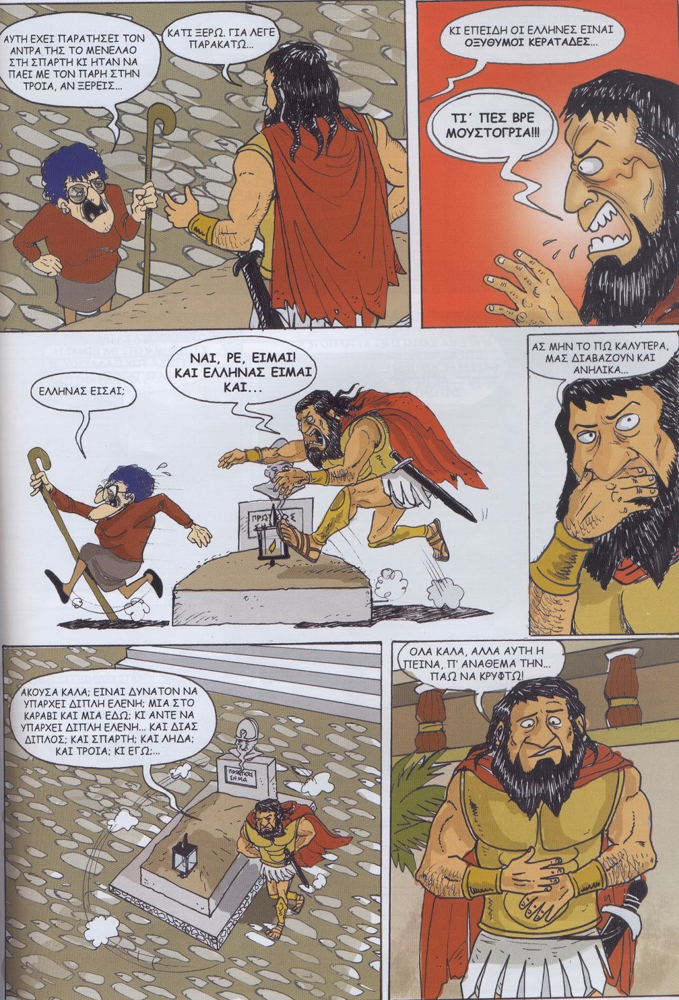 ΑΥΤΗ ΕΧΕΙ ΠΑΡΑΤΗΣΕΙ ΤΟΝ
ΑΝΤΡΑ ΤΗΣ ΤΟ ΜΕΝΕΛΑΟ
ΣΤΗ ΣΠΑΡΤΗ ΚΙ ΗΤΑΝ ΝΑ
ΠΑΕΙ ΜΕ ΤΟΝ ΠΑΡΗ ΣΤΗΝ
ΤΡΟΙΑ, ΑΝ ΞΕΡΕΙΣ...
ΚΑΤΙ ΞΕΡΩ. ΓΙΑ ΛΕΓΕ
ΠΑΡΑΚΑΤΩ...
ΚΙ ΕΠΕΙΔΗ ΟΙ ΕΛΛΗΝΕΣ ΕΙΝΑΙ
ΟΞΥΘΥΜΟΙ ΚΕΡΑΤΑΔΕΣ...
ΤΙ΄ ΠΕΣ ΒΡΕ
ΜΟΥΣΤΟΓΡΙΑ!!!
ΕΛΛΗΝΑΣ ΕΙΣΑΙ;
ΝΑΙ, ΡΕ, ΕΙΜΑΙ!
ΚΑΙ ΕΛΛΗΝΑΣ ΕΙΜΑΙ
ΚΑΙ...
ΑΣ ΜΗΝ ΤΟ ΠΩ ΚΑΛΥΤΕΡΑ,
ΜΑΣ ΔΙΑΒΑΖΟΥΝ ΚΑΙ
ΑΝΗΛΙΚΑ...
ΑΚΟΥΣΑ ΚΑΛΑ; ΕΙΝΑΙ ΔΥΝΑΤΟΝ ΝΑ
ΥΠΑΡΧΕΙ ΔΙΠΛΗ ΕΛΕΝΗ; ΜΙΑ ΣΤΟ
ΚΑΡΑΒΙ ΚΑΙ ΜΙΑ ΕΔΩ; ΚΙ ΑΝΤΕ ΝΑ
ΥΠΑΡΧΕΙ ΔΙΠΛΗ ΕΛΕΝΗ... ΚΑΙ ΔΙΑΣ
ΔΙΠΛΟΣ; ΚΑΙ ΣΠΑΡΤΗ; ΚΑΙ ΛΗΔΑ;
ΚΑΙ ΤΡΟΙΑ; ΚΙ ΕΓΩ;...
ΣΗΜΑ
ΟΛΑ ΚΑΛΑ, ΑΛΛΑ ΑΥΤΗ Η
ΠΕΙΝΑ, Π' ΑΝΑΘΕΜΑ ΤΗΝ...
ΠΑΩ ΝΑ ΚΡΥΦΤΩ!